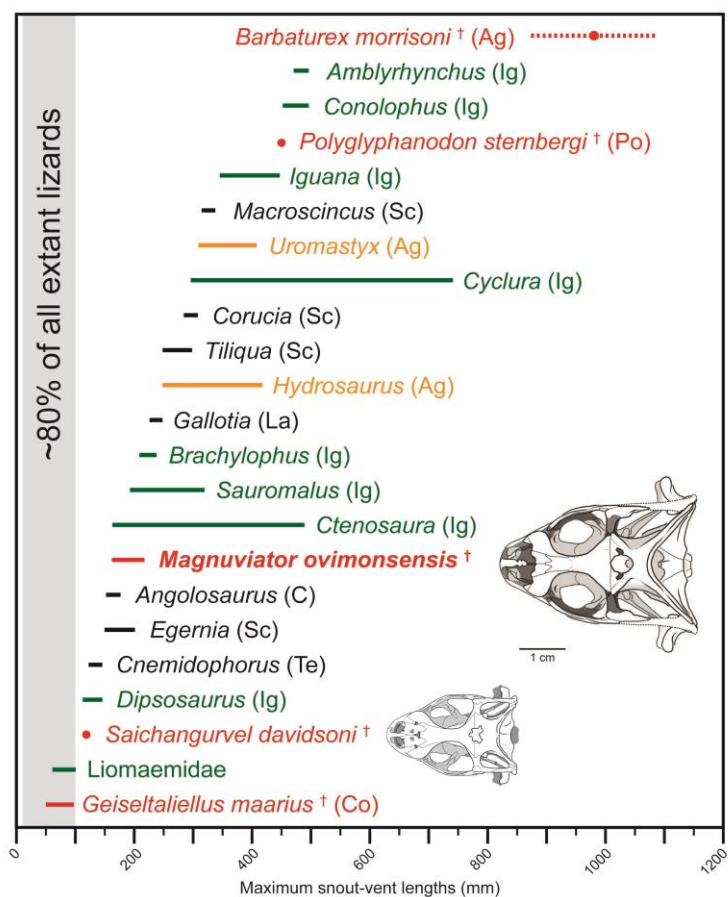 Barbaturex morrisoni † (Ag)
Amblyrhynchus (Ig)
Conolophus (Ig)
Polyglyphanodon sternbergi † (Po)
Iguana (Ig)
Macroscincus (Sc)
Uromastyx (Ag)
Cyclura (Ig)
Corucia (Sc)
Tiliqua (Sc)
Hydrosaurus (Ag)
Gallotia (La)
Brachylophus (Ig)
Sauromalus (Ig)
Ctenosaura (Ig)
Magnuviator ovimonsensis †
Angolosaurus (C)
Egernia (Sc)
Cnemidophorus (Te)
Dipsosaurus (Ig)
Saichangurvel davidsoni †
Liomaemidae
Geiseltaliellus maarius † (Co)
~80% of all extant lizards
1 cm
0 200 400 600 800 1000 1200
Maximum snout-vent lengths (mm)